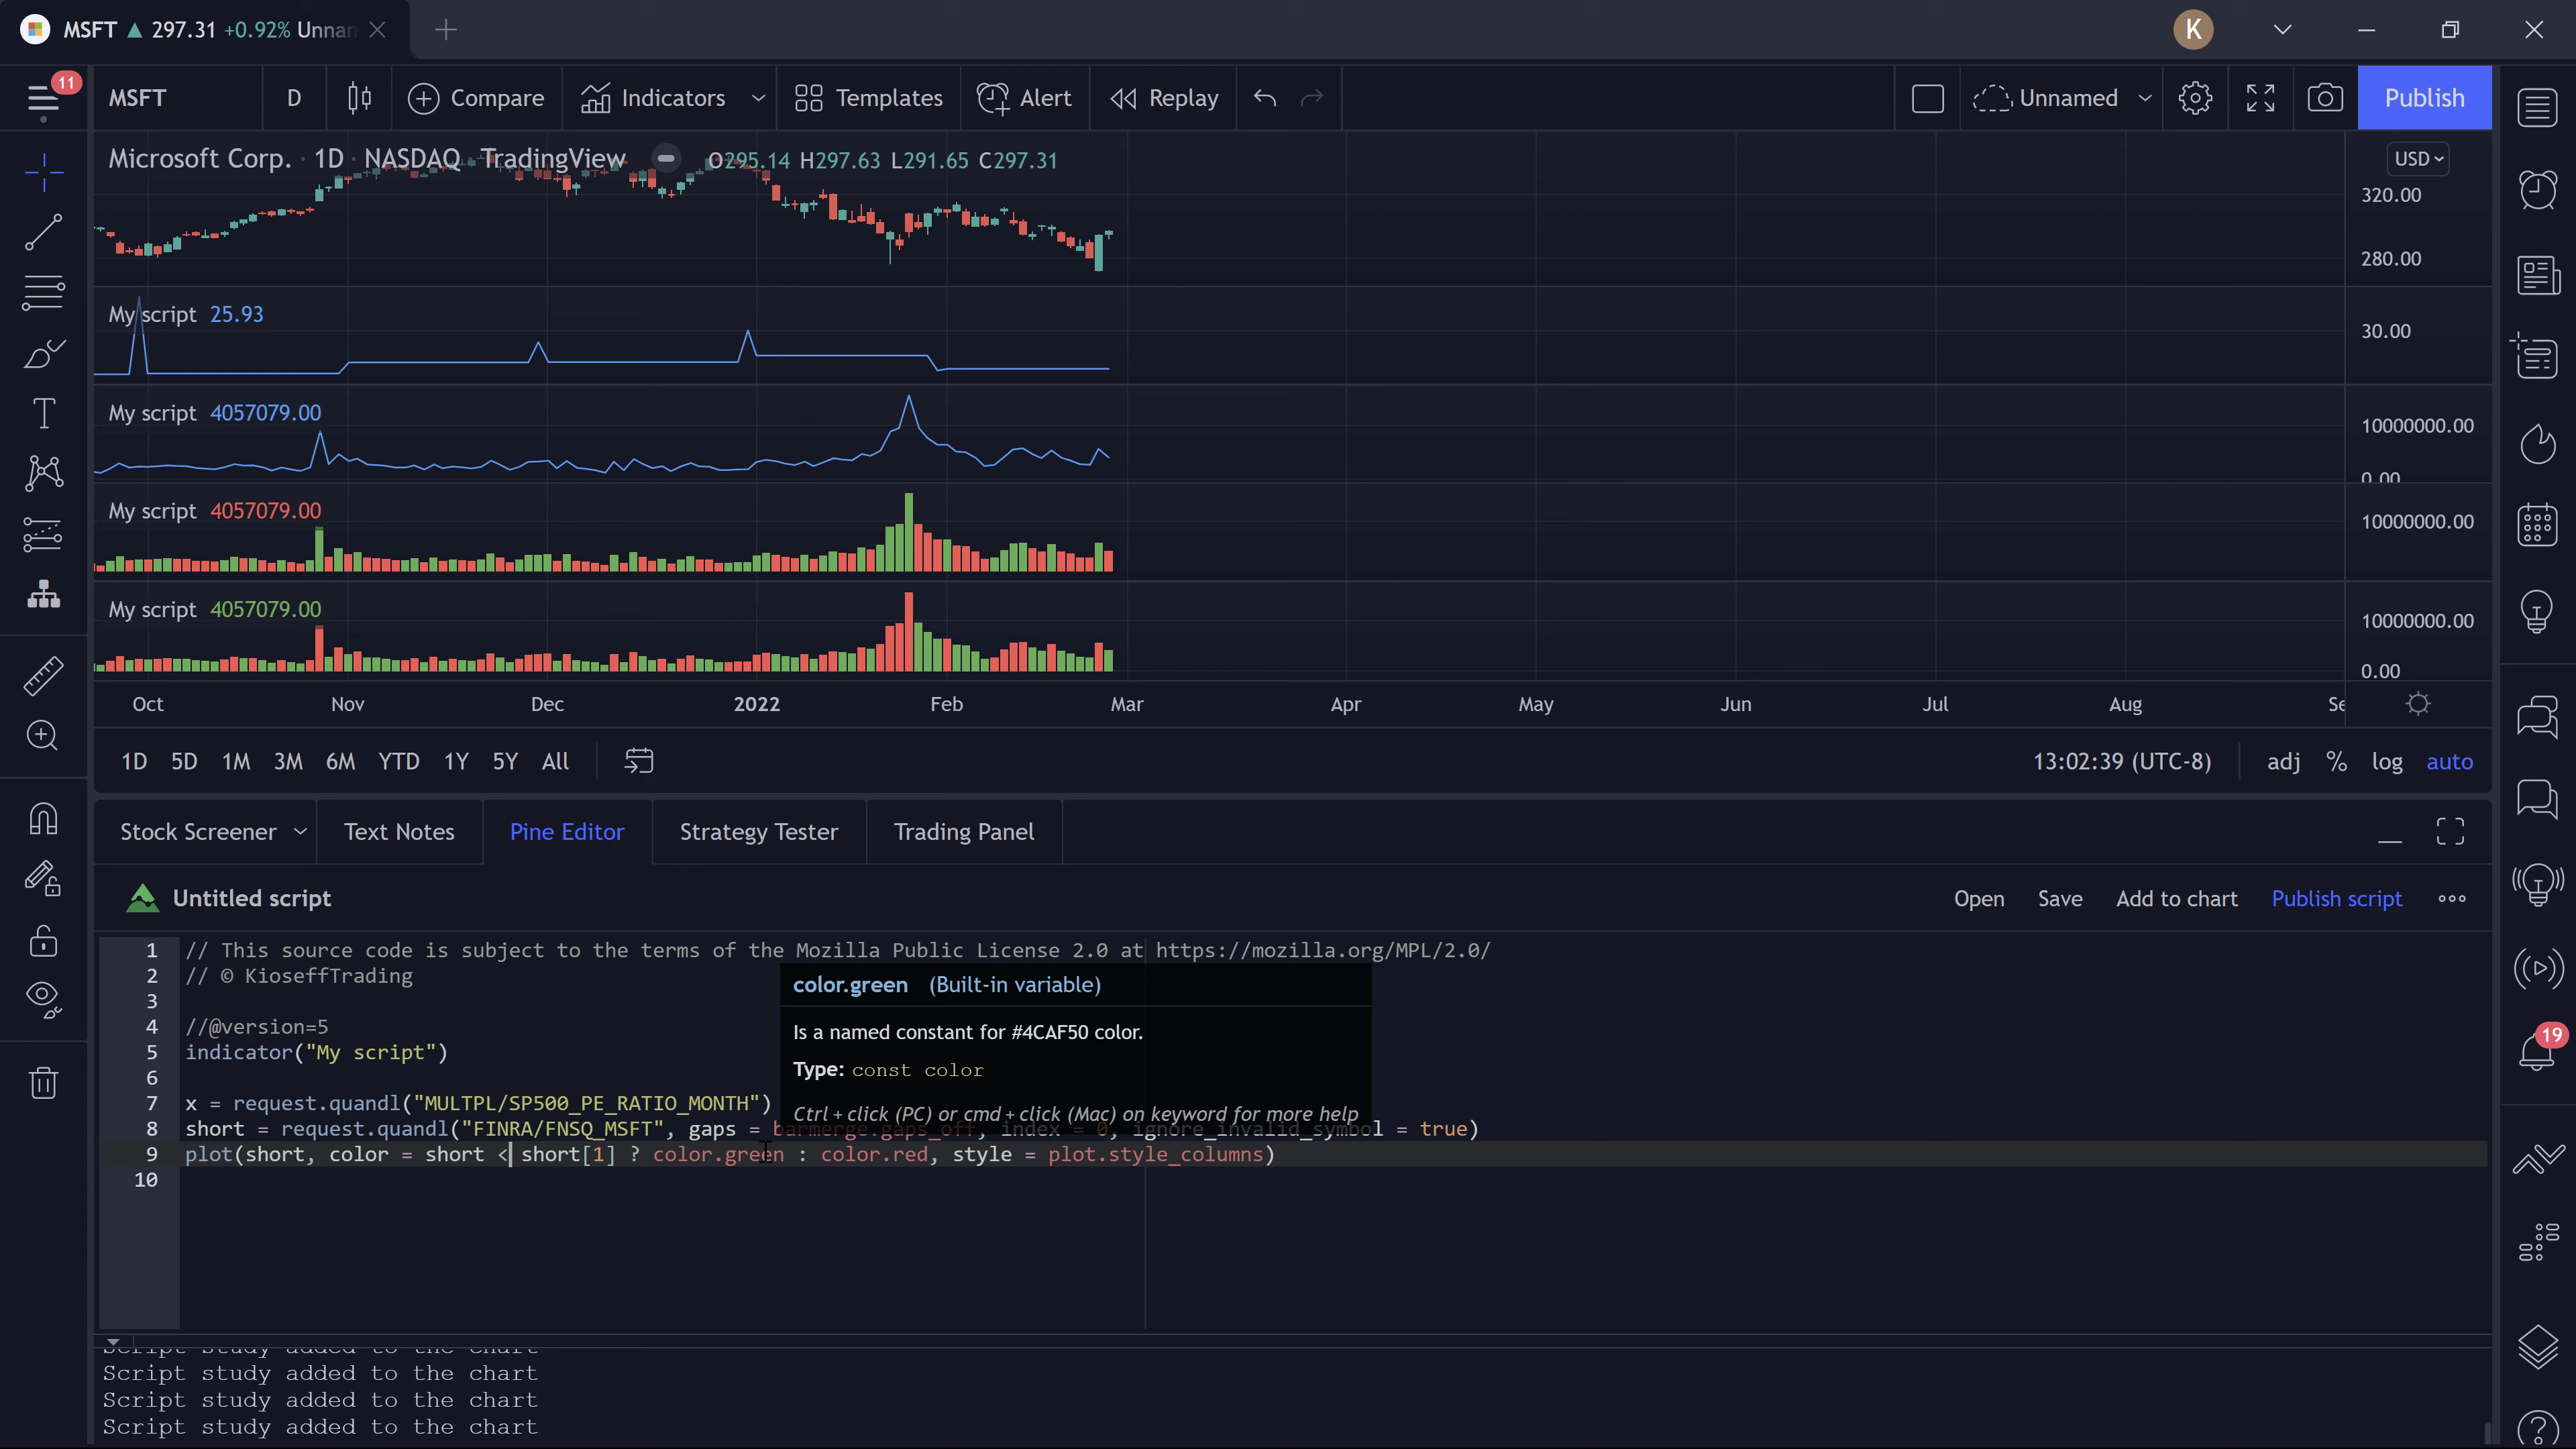 MSFT ▲ 297.31 +0.92% Unnam
K
11
MSFT D Compare Indicators Templates Alert Replay Unnamed Publish
Microsoft Corp. · 1D · NASDAQ TradingView O295.14 H297.63 L291.65 C297.31
USD
320.00
280.00
My script 25.93
30.00
My script 4057079.00
10000000.00
0.00
My script 4057079.00
10000000.00
My script 4057079.00
10000000.00
0.00
Oct Nov Dec 2022 Feb Mar Apr May Jun Jul Aug Se
1D 5D 1M 3M 6M YTD 1Y 5Y All 13:02:39 (UTC-8) adj % log auto
Stock Screener Text Notes Pine Editor Strategy Tester Trading Panel
Untitled script Open Save Add to chart Publish script
1 // This source code is subject to the terms of the Mozilla Public License 2.0 at https://mozilla.org/MPL/2.0/
2 // © KioseffTrading
color.green (Built-in variable)
3
4 //@version=5
Is a named constant for #4CAF50 color.
5 indicator("My script")
Type: const color
6
7 x = request.quandl("MULTPL/SP500_PE_RATIO_MONTH")
Ctrl + click (PC) or cmd + click (Mac) on keyword for more help
8 short = request.quandl("FINRA/FNSQ_MSFT", gaps = barmerge.gaps_off, index = 0, ignore_invalid_symbol = true)
9 plot(short, color = short < short[1] ? color.green : color.red, style = plot.style_columns)
10
19
Script study added to the chart
Script study added to the chart
Script study added to the chart
Script study added to the chart